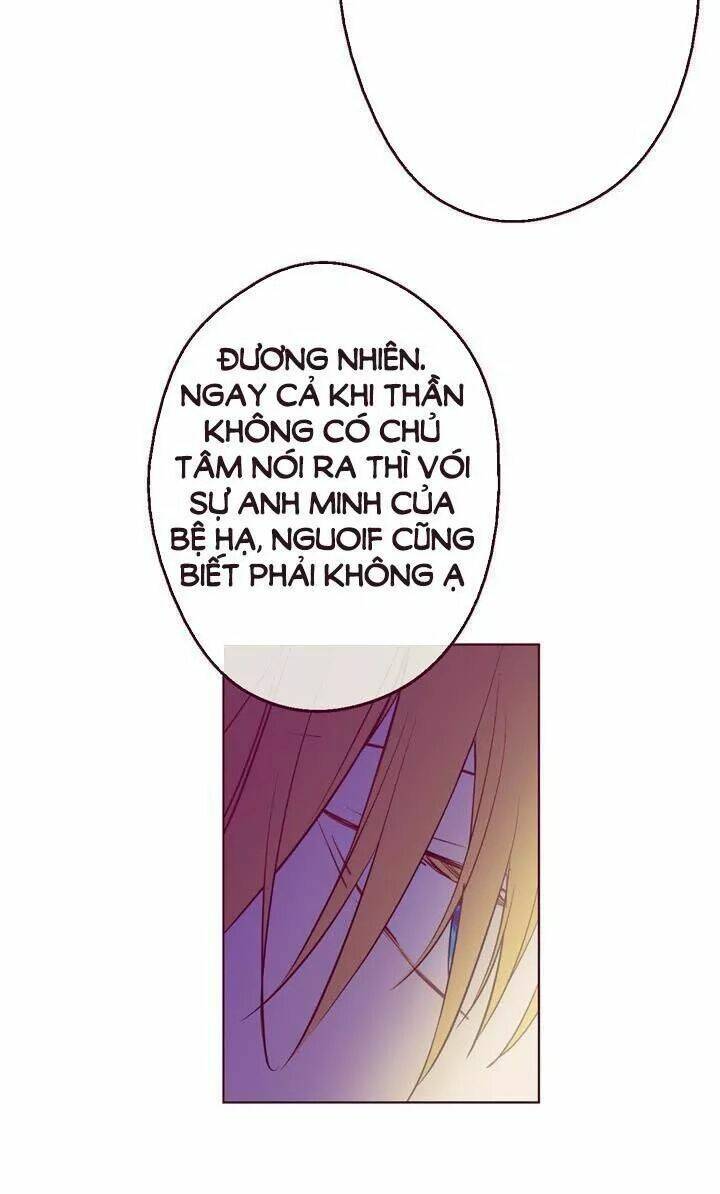 ĐƯƠNG NHIÊN.
NGAY CẢ KHI THẦN
KHÔNG CÓ CHỦ
TÂM NÓI RA THÌ VỚI
SỰ ANH MINH CỦA
BỆ HẠ, NGUOIF CŨNG
BIẾT PHẢI KHÔNG Ạ